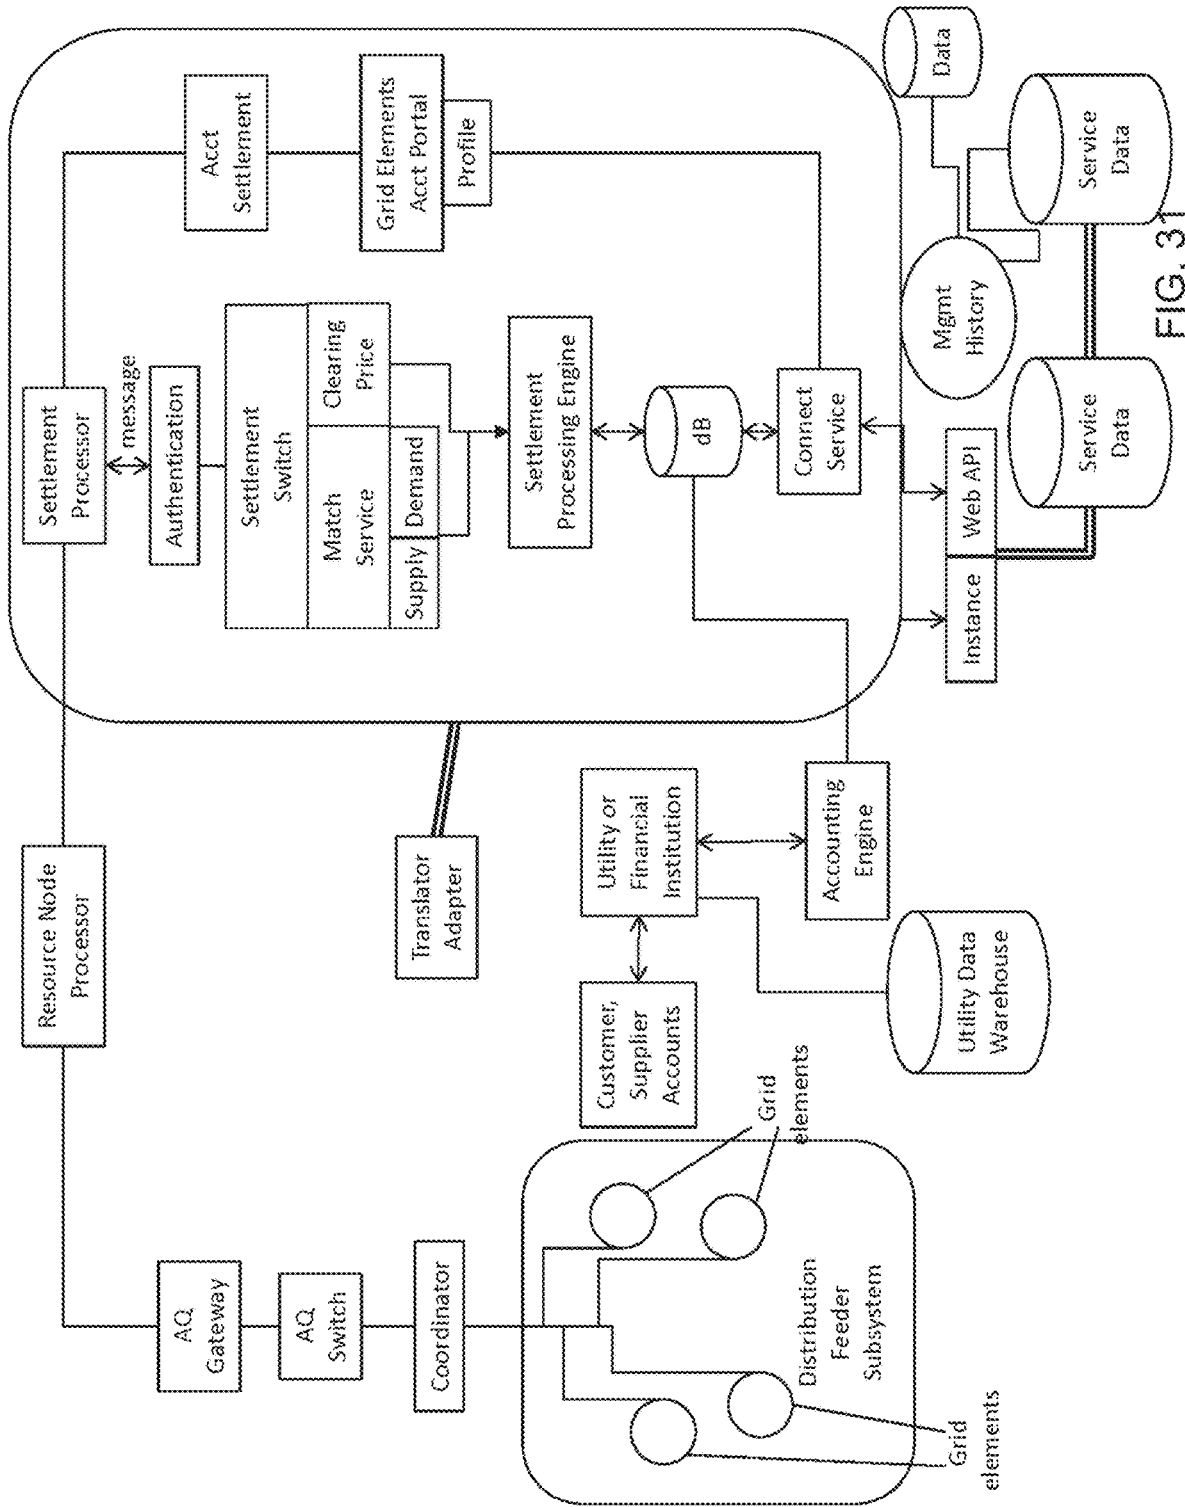 AQ
Gateway
AQ
Switch
Coordinator
Distribution
Feeder
Subsystem
Grid
elements
Grid
elements
Resource Node
Processor
Translator
Adapter
Customer,
Supplier
Accounts
Utility or
Financial
Institution
Utility Data
Warehouse
Accounting
Engine
Settlement
Processor
message
Authentication
Settlement
Switch
Match
Service
Clearing
Price
Supply
Demand
Settlement
Processing Engine
dB
Connect
Service
Acct
Settlement
Grid Elements
Acct Portal
Profile
Instance
Web API
Mgmt
History
Data
Service
Data
Service
Data
FIG. 31